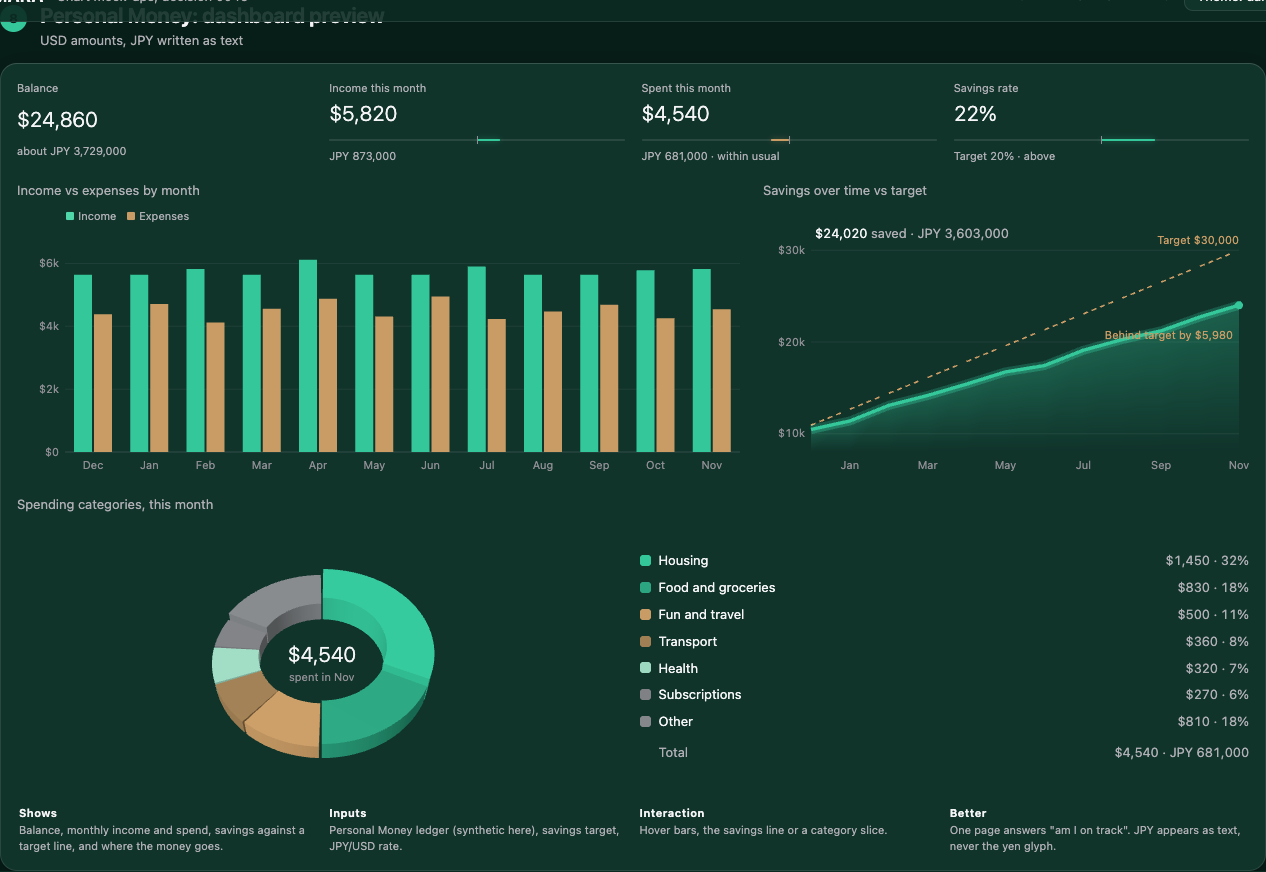 Personal Money: dashboard preview
USD amounts, JPY written as text
Balance
$24,860
about JPY 3,729,000
Income this month
$5,820
JPY 873,000
Spent this month
$4,540
JPY 681,000 · within usual
Savings rate
22%
Target 20% · above
Income vs expenses by month
Income
Expenses
$6k
$4k
$2k
$0
Dec
Jan
Feb
Mar
Apr
May
Jun
Jul
Aug
Sep
Oct
Nov
Savings over time vs target
$24,020 saved · JPY 3,603,000
Target $30,000
$30k
Behind target by $5,980
$20k
$10k
Jan
Mar
May
Jul
Sep
Nov
Spending categories, this month
$4,540
spent in Nov
Housing $1,450 · 32%
Food and groceries $830 · 18%
Fun and travel $500 · 11%
Transport $360 · 8%
Health $320 · 7%
Subscriptions $270 · 6%
Other $810 · 18%
Total $4,540 · JPY 681,000
Shows
Balance, monthly income and spend, savings against a
target line, and where the money goes.
Inputs
Personal Money ledger (synthetic here), savings target,
JPY/USD rate.
Interaction
Hover bars, the savings line or a category slice.
Better
One page answers "am I on track". JPY appears as text,
never the yen glyph.